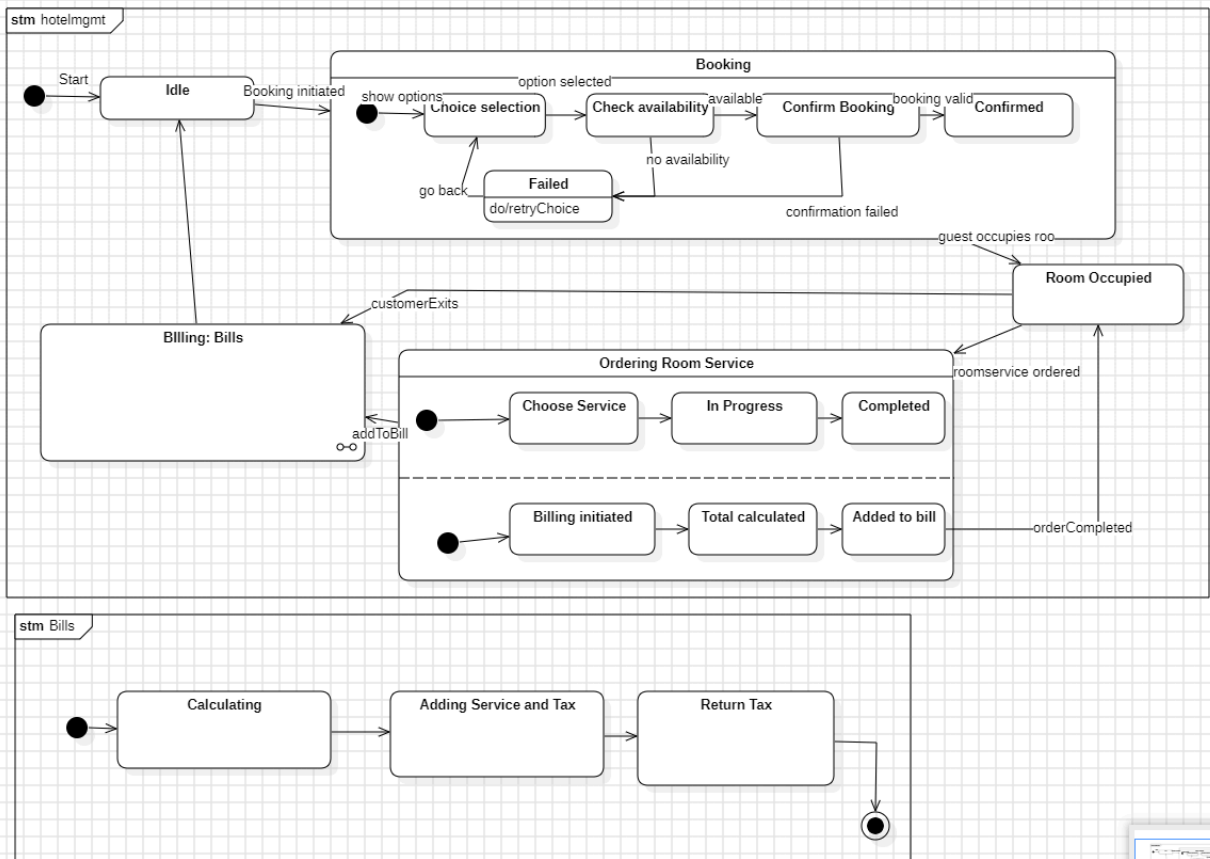 stm hotelmgmt
Booking
Start
Idle
Booking initiated
option selected
show options
Choice selection
Check availability
available
Confirm Booking
booking valid
Confirmed
no availability
Failed
go back
do/retryChoice
confirmation failed
guest occupies roo
Room Occupied
customerExits
BIlling: Bills
Ordering Room Service
roomservice ordered
Choose Service
In Progress
Completed
addToBill
Billing initiated
Total calculated
Added to bill
orderCompleted
stm Bills
Calculating
Adding Service and Tax
Return Tax